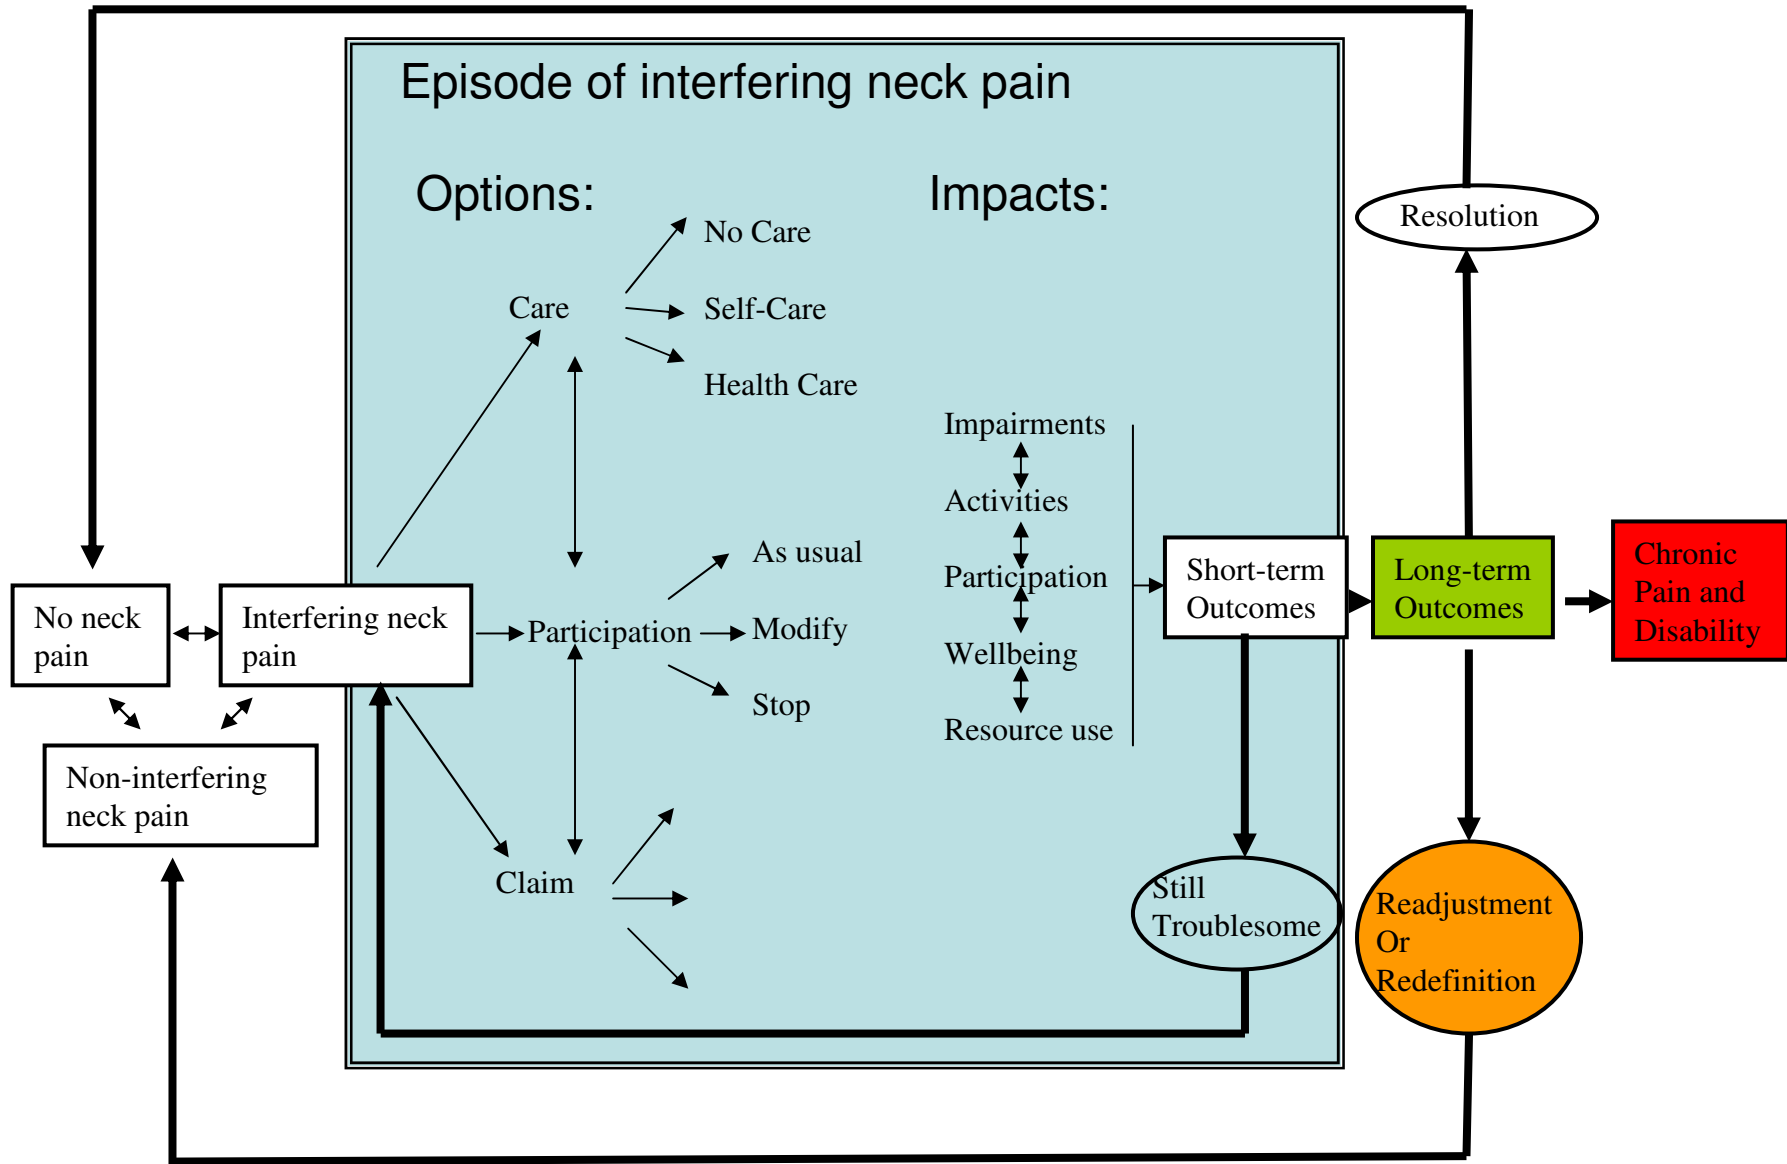 Episode of interfering neck pain
Options:
Impacts:
No Care
Care
Self-Care
Health Care
As usual
Participation
Modify
Stop
Claim
Impairments
Activities
Participation
Wellbeing
Resource use
No neck
pain
Interfering neck
pain
Non-interfering
neck pain
Short-term
Outcomes
Still
Troublesome
Long-term
Outcomes
Resolution
Chronic
Pain and
Disability
Readjustment
Or
Redefinition